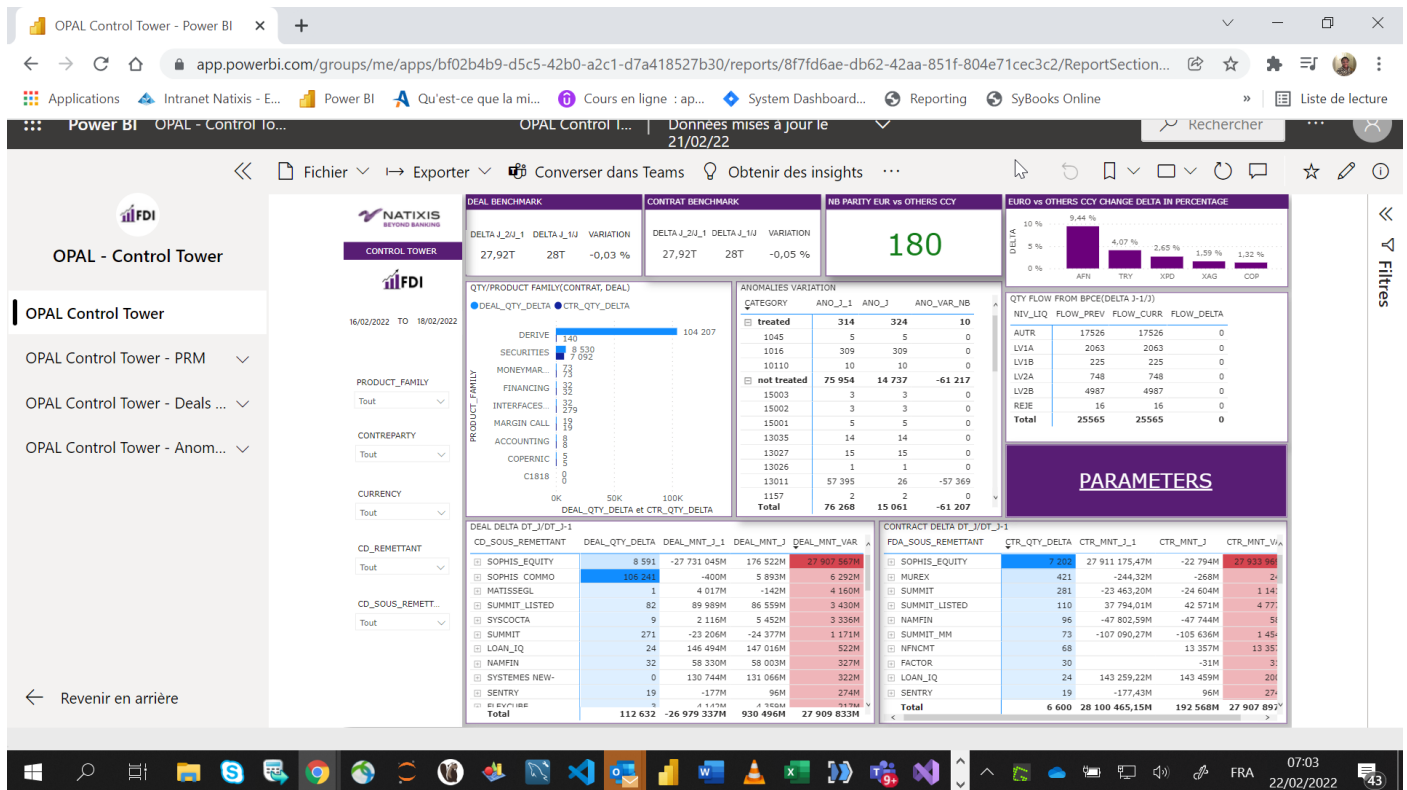 OPAL Control Tower - Power BI
app.powerbi.com/groups/me/apps/bf02b4b9-d5c5-42b0-a2c1-d7a418527b30/reports/8f7fd6ae-db62-42aa-851f-804e71cec3c2/ReportSection...
Applications Intranet Natixis - E... Power BI Qu'est-ce que la mi... Cours en ligne : ap... System Dashboard... Reporting SyBooks Online » Liste de lecture
Power BI OPAL - Control To... OPAL Control T... | Données mises à jour le 21/02/22 Rechercher
Fichier Exporter Converser dans Teams Obtenir des insights
FDI
OPAL - Control Tower
OPAL Control Tower
OPAL Control Tower - PRM
OPAL Control Tower - Deals ...
OPAL Control Tower - Anom...
Revenir en arrière
NATIXIS
BEYOND BANKING
CONTROL TOWER
FDI
16/02/2022 TO 18/02/2022
PRODUCT_FAMILY
Tout
CONTREPARTY
Tout
CURRENCY
Tout
CD_REMETTANT
Tout
CD_SOUS_REMETT...
Tout
DEAL BENCHMARK
DELTA J_2/J_1 DELTA J_1/J VARIATION
27,92T 28T -0,03 %
CONTRAT BENCHMARK
DELTA J_2/J_1 DELTA J_1/J VARIATION
27,92T 28T -0,05 %
NB PARITY EUR vs OTHERS CCY
180
EURO vs OTHERS CCY CHANGE DELTA IN PERCENTAGE
DELTA
10 %
5 %
0 %
9,44 % 4,07 % 2,65 % 1,59 % 1,32 %
AFN TRY XPD XAG COP
QTY/PRODUCT FAMILY(CONTRAT, DEAL)
DEAL_QTY_DELTA CTR_QTY_DELTA
PRODUCT_FAMILY
DERIVE 104 207 140
SECURITIES 8 530 7 092
MONEYMAR... 73 73
FINANCING 32 32
INTERFACES... 32 279
MARGIN CALL 19 19
ACCOUNTING 8 8
COPERNIC 5 5
C1818 0 0
0K 50K 100K
DEAL_QTY_DELTA et CTR_QTY_DELTA
ANOMALIES VARIATION
CATEGORY ANO_J_1 ANO_J ANO_VAR_NB
treated 314 324 10
1045 5 5 0
1016 309 309 0
10110 10 10 0
not treated 75 954 14 737 -61 217
15003 3 3 0
15002 3 3 0
15001 5 5 0
13035 14 14 0
13027 15 15 0
13026 1 1 0
13011 57 395 26 -57 369
1157 2 2 0
Total 76 268 15 061 -61 207
QTY FLOW FROM BPCE(DELTA J-1/J)
NIV_LIQ FLOW_PREV FLOW_CURR FLOW_DELTA
AUTR 17526 17526 0
LV1A 2063 2063 0
LV1B 225 225 0
LV2A 748 748 0
LV2B 4987 4987 0
REJE 16 16 0
Total 25565 25565 0
PARAMETERS
DEAL DELTA DT_J/DT_J-1
CD_SOUS_REMETTANT DEAL_QTY_DELTA DEAL_MNT_J_1 DEAL_MNT_J DEAL_MNT_VAR
SOPHIS_EQUITY 8 591 -27 731 045M 176 522M 27 907 567M
SOPHIS COMMO 106 241 -400M 5 893M 6 292M
MATISSEGL 1 4 017M -142M 4 160M
SUMMIT_LISTED 82 89 989M 86 559M 3 430M
SYSCOCTA 9 2 116M 5 452M 3 336M
SUMMIT 271 -23 206M -24 377M 1 171M
LOAN_IQ 24 146 494M 147 016M 522M
NAMFIN 32 58 330M 58 003M 327M
SYSTEMES NEW- 0 130 744M 131 066M 322M
SENTRY 19 -177M 96M 274M
Total 112 632 -26 979 337M 930 496M 27 909 833M
CONTRACT DELTA DT_J/DT_J-1
FDA_SOUS_REMETTANT CTR_QTY_DELTA CTR_MNT_J_1 CTR_MNT_J CTR_MNT_VA
SOPHIS_EQUITY 7 202 27 911 175,47M -22 794M 27 933 96
MUREX 421 -244,32M -268M 2
SUMMIT 281 -23 463,20M -24 604M 1 14
SUMMIT_LISTED 110 37 794,01M 42 571M 4 77
NAMFIN 96 -47 802,59M -47 744M 5
SUMMIT_MM 73 -107 090,27M -105 636M 1 45
NFNCMT 68 13 357M 13 35
FACTOR 30 -31M 3
LOAN_IQ 24 143 259,22M 143 459M 20
SENTRY 19 -177,43M 96M 27
Total 6 600 28 100 465,15M 192 568M 27 907 897
Filtres
9+
FRA
07:03
22/02/2022
43